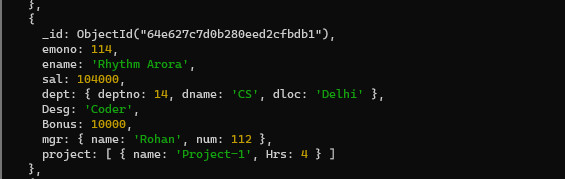 },
{
_id: ObjectId("64e627c7d0b280eed2cfbdb1"),
emono: 114,
ename: 'Rhythm Arora',
sal: 104000,
dept: { deptno: 14, dname: 'CS', dloc: 'Delhi' },
Desg: 'Coder',
Bonus: 10000,
mgr: { name: 'Rohan', num: 112 },
project: [ { name: 'Project-1', Hrs: 4 } ]
},